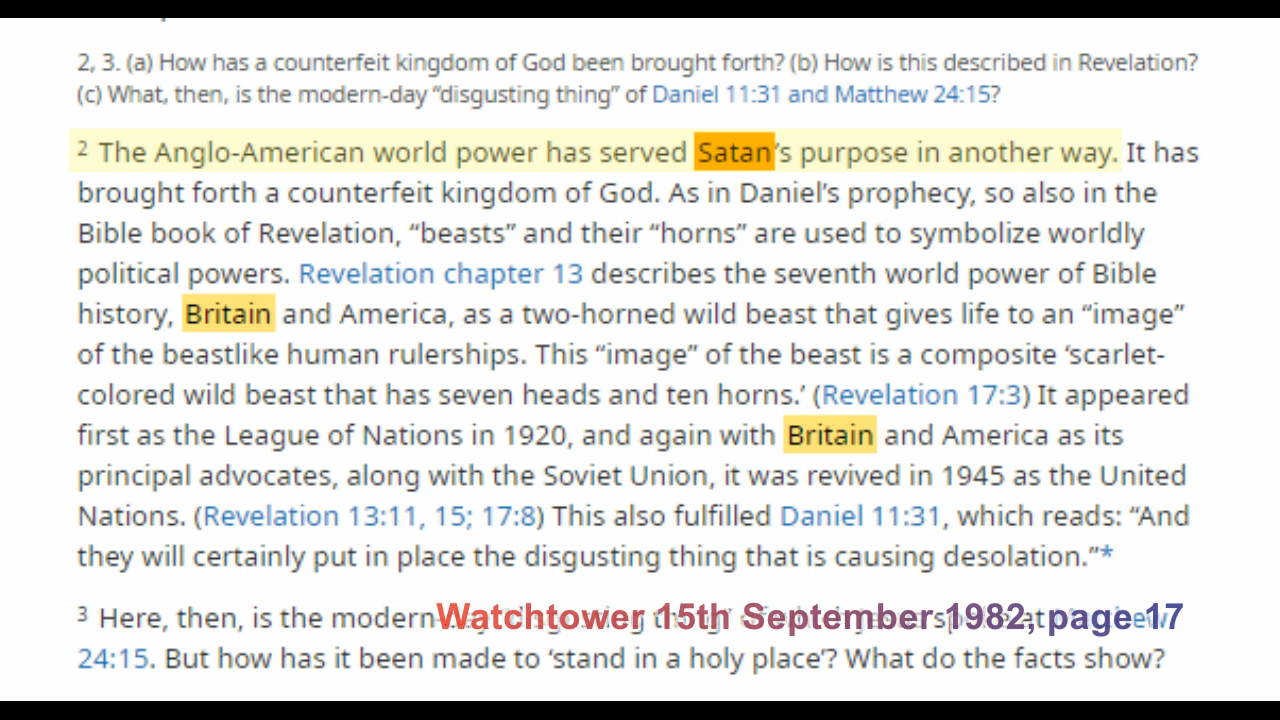 2, 3. (a) How has a counterfeit kingdom of God been brought forth? (b) How is this described in Revelation?
(c) What, then, is the modern-day “disgusting thing” of Daniel 11:31 and Matthew 24:15?
2 The Anglo-American world power has served Satan’s purpose in another way. It has
brought forth a counterfeit kingdom of God. As in Daniel’s prophecy, so also in the
Bible book of Revelation, “beasts” and their “horns” are used to symbolize worldly
political powers. Revelation chapter 13 describes the seventh world power of Bible
history, Britain and America, as a two-horned wild beast that gives life to an “image”
of the beastlike human rulerships. This “image” of the beast is a composite ‘scarlet-
colored wild beast that has seven heads and ten horns.’ (Revelation 17:3) It appeared
first as the League of Nations in 1920, and again with Britain and America as its
principal advocates, along with the Soviet Union, it was revived in 1945 as the United
Nations. (Revelation 13:11, 15; 17:8) This also fulfilled Daniel 11:31, which reads: “And
they will certainly put in place the disgusting thing that is causing desolation.”*
3 Here, then, is the modern-
Watchtower 15th September 1982, page 17
24:15. But how has it been made to ‘stand in a holy place’? What do the facts show?